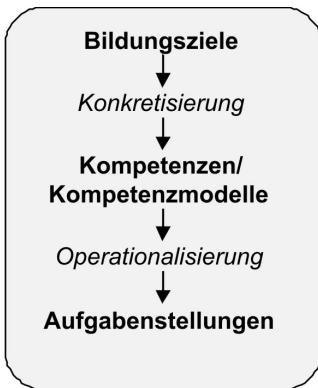 Bildungsziele
Konkretisierung
Kompetenzen/
Kompetenzmodelle
Operationalisierung
Aufgabenstellungen